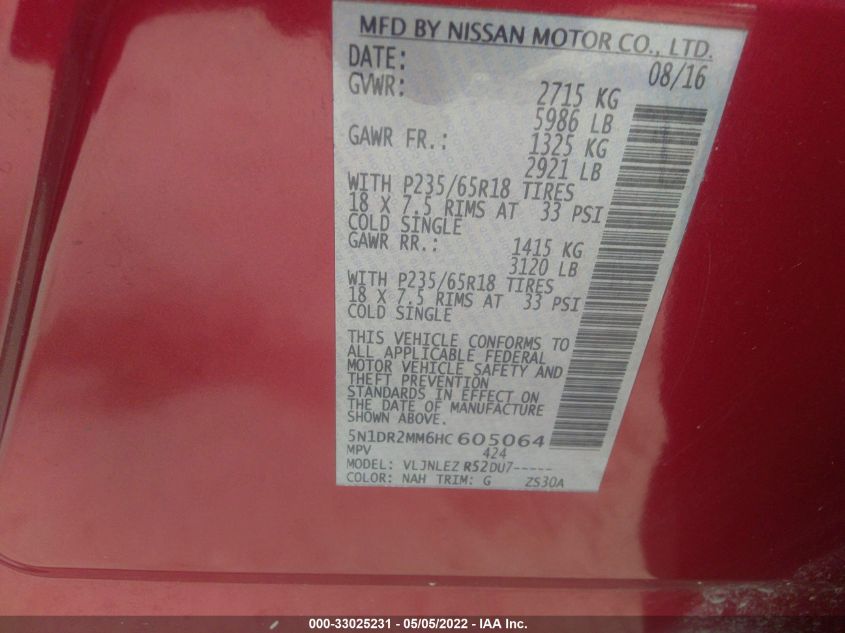 MFD BY NISSAN MOTOR CO., LTD.
DATE: 08/16
GVWR: 2715 KG
5986 LB
GAWR FR.: 1325 KG
2921 LB
WITH P235/65R18 TIRES
18 X 7.5 RIMS AT 33 PSI
COLD SINGLE
GAWR RR.: 1415 KG
3120 LB
WITH P235/65R18 TIRES
18 X 7.5 RIMS AT 33 PSI
COLD SINGLE
THIS VEHICLE CONFORMS TO
ALL APPLICABLE FEDERAL
MOTOR VEHICLE SAFETY AND
THEFT PREVENTION
STANDARDS IN EFFECT ON
THE DATE OF MANUFACTURE
SHOWN ABOVE.
5N1DR2MM6HC605064
MPV 424
MODEL: VLJNLEZ R52DU7-----
COLOR: NAH TRIM: G ZS30A
000-33025231 - 05/05/2022 - IAA Inc.